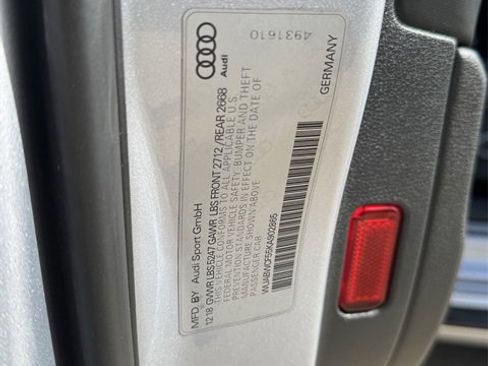 MFD. BY Audi Sport GmbH
12.18 GVWR LBS 5247 GAWR LBS FRONT 2712 / REAR 2668
THIS VEHICLE CONFORMS TO ALL APPLICABLE U.S.
FEDERAL MOTOR VEHICLE SAFETY, BUMPER AND THEFT
PREVENTION STANDARDS IN EFFECT ON THE DATE OF
MANUFACTURE SHOWN ABOVE
PASSENGER CAR
WUABWCF55KA902865
Audi
4931610
GERMANY